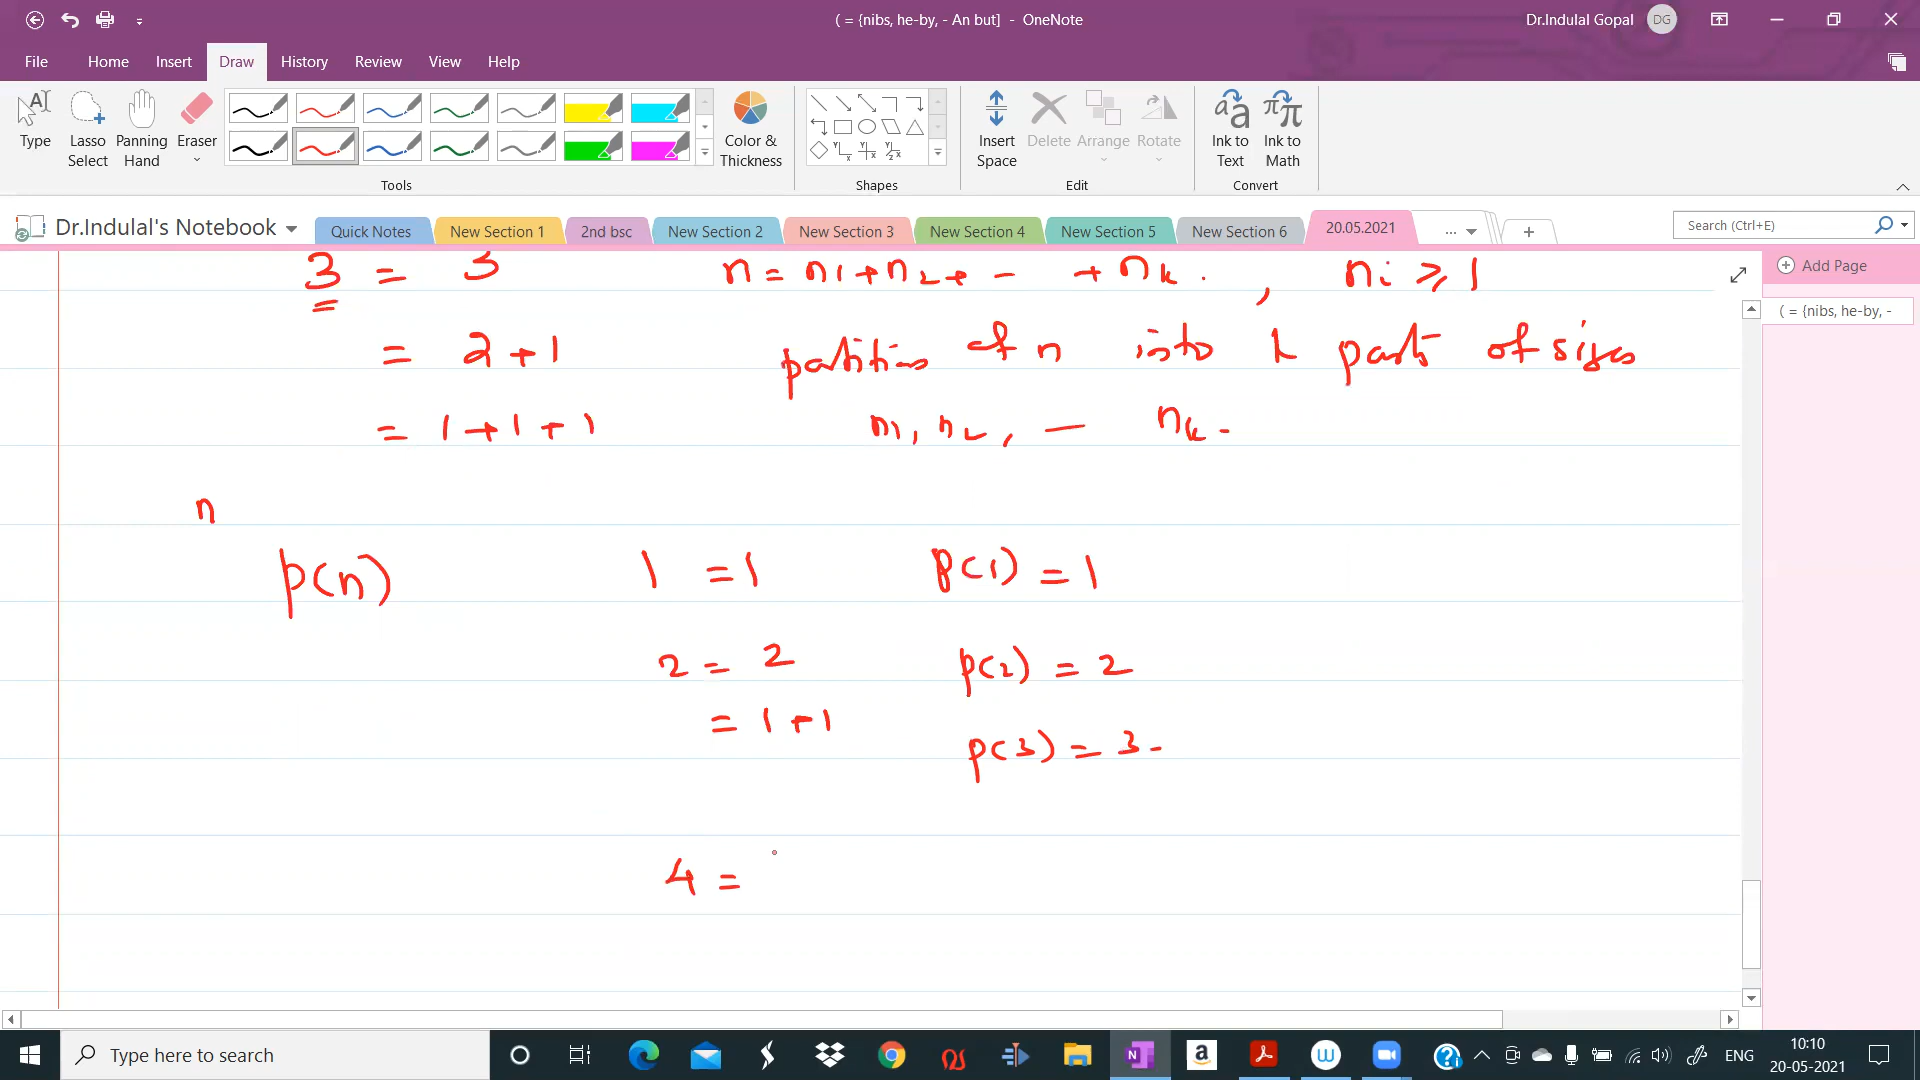 ( = {nibs, he-by, - An but] - OneNote
Dr.Indulal Gopal DG
File Home Insert Draw History Review View Help
Type
Lasso Select
Panning Hand
Eraser
Color & Thickness
Insert Space
Delete
Arrange
Rotate
Ink to Text
Ink to Math
Tools Shapes Edit Convert
Dr.Indulal's Notebook Quick Notes New Section 1 2nd bsc New Section 2 New Section 3 New Section 4 New Section 5 New Section 6 20.05.2021 ... Search (Ctrl+E)
Add Page
( = {nibs, he-by, -
3 = 3 n = n1 + n2 + - - + nk . , ni ⩾ 1
= 2 + 1 partition of n into k parts of sizes
= 1 + 1 + 1 n1, n2, — nk .
n
p(n) 1 = 1 p(1) = 1
2 = 2 p(2) = 2
= 1 + 1
p(3) = 3 -
4 =
Type here to search
ENG 10:10
20-05-2021